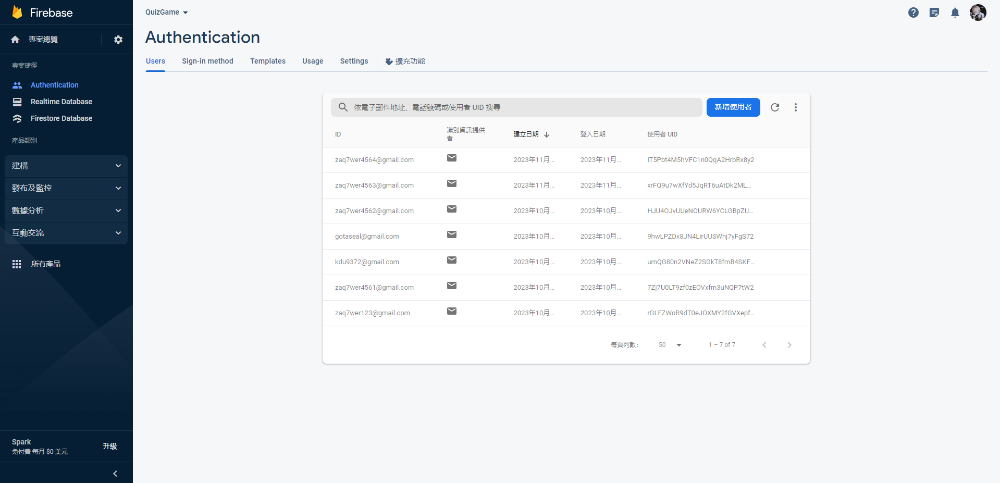 Firebase
專案總覽
專案捷徑
Authentication
Realtime Database
Firestore Database
產品類別
建構
發布及監控
數據分析
互動交流
所有產品
Spark
免付費 每月 $0 美元
升級
QuizGame
Authentication
Users Sign-in method Templates Usage Settings 擴充功能
依電子郵件地址、電話號碼或使用者 UID 搜尋
新增使用者
ID 識別資訊提供者 建立日期 登入日期 使用者 UID
zaq7wer4564@gmail.com 2023年11月... 2023年11月... IT5Pbt4M5hVFC1n0QqA2HrbRx8y2
zaq7wer4563@gmail.com 2023年11月... 2023年11月... xrFQ9u7wXfYd5JqRT6uAtDk2ML...
zaq7wer4562@gmail.com 2023年10月... 2023年10月... HJU4OJvUUeNOURW6YCLGBpZU...
gotaseal@gmail.com 2023年10月... 2023年10月... 9hwLPZDx8JN4LirUUSWhj7yFgS72
kdu9372@gmail.com 2023年10月... 2023年10月... umQG80n2VNeZ2SGkT8fmB4SKF...
zaq7wer4561@gmail.com 2023年10月... 2023年10月... 7Zj7U0LT9zf0zEOVxfm3uNQP7tW2
zaq7wer123@gmail.com 2023年10月... 2023年10月... rGLFZWoR9dT0eJOXMY2fGVXepf...
每頁列數: 50 1 – 7 of 7